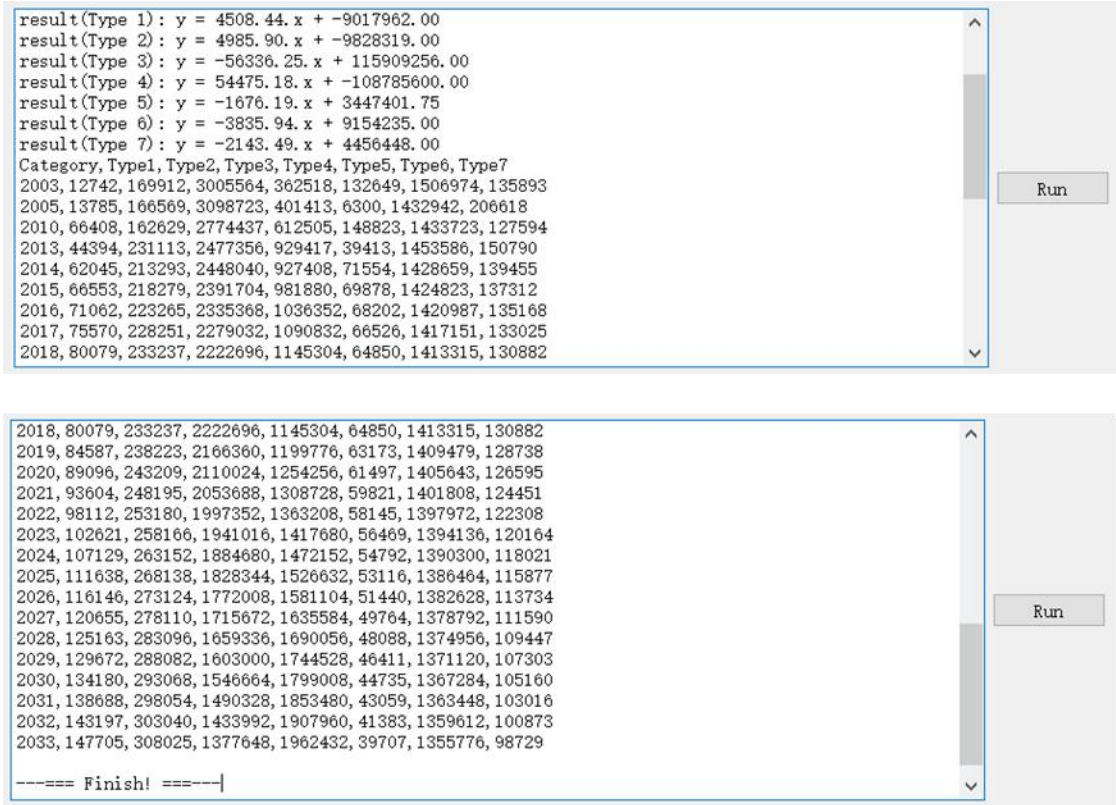 result(Type 1): y = 4508.44.x + -9017962.00
result(Type 2): y = 4985.90.x + -9828319.00
result(Type 3): y = -56336.25.x + 115909256.00
result(Type 4): y = 54475.18.x + -108785600.00
result(Type 5): y = -1676.19.x + 3447401.75
result(Type 6): y = -3835.94.x + 9154235.00
result(Type 7): y = -2143.49.x + 4456448.00
Category,Type1,Type2,Type3,Type4,Type5,Type6,Type7
2003,12742,169912,3005564,362518,132649,1506974,135893
2005,13785,166569,3098723,401413,6300,1432942,206618
2010,66408,162629,2774437,612505,148823,1433723,127594
2013,44394,231113,2477356,929417,39413,1453586,150790
2014,62045,213293,2448040,927408,71554,1428659,139455
2015,66553,218279,2391704,981880,69878,1424823,137312
2016,71062,223265,2335368,1036352,68202,1420987,135168
2017,75570,228251,2279032,1090832,66526,1417151,133025
2018,80079,233237,2222696,1145304,64850,1413315,130882
Run
2018,80079,233237,2222696,1145304,64850,1413315,130882
2019,84587,238223,2166360,1199776,63173,1409479,128738
2020,89096,243209,2110024,1254256,61497,1405643,126595
2021,93604,248195,2053688,1308728,59821,1401808,124451
2022,98112,253180,1997352,1363208,58145,1397972,122308
2023,102621,258166,1941016,1417680,56469,1394136,120164
2024,107129,263152,1884680,1472152,54792,1390300,118021
2025,111638,268138,1828344,1526632,53116,1386464,115877
2026,116146,273124,1772008,1581104,51440,1382628,113734
2027,120655,278110,1715672,1635584,49764,1378792,111590
2028,125163,283096,1659336,1690056,48088,1374956,109447
2029,129672,288082,1603000,1744528,46411,1371120,107303
2030,134180,293068,1546664,1799008,44735,1367284,105160
2031,138688,298054,1490328,1853480,43059,1363448,103016
2032,143197,303040,1433992,1907960,41383,1359612,100873
2033,147705,308025,1377648,1962432,39707,1355776,98729
---=== Finish! ===---
Run